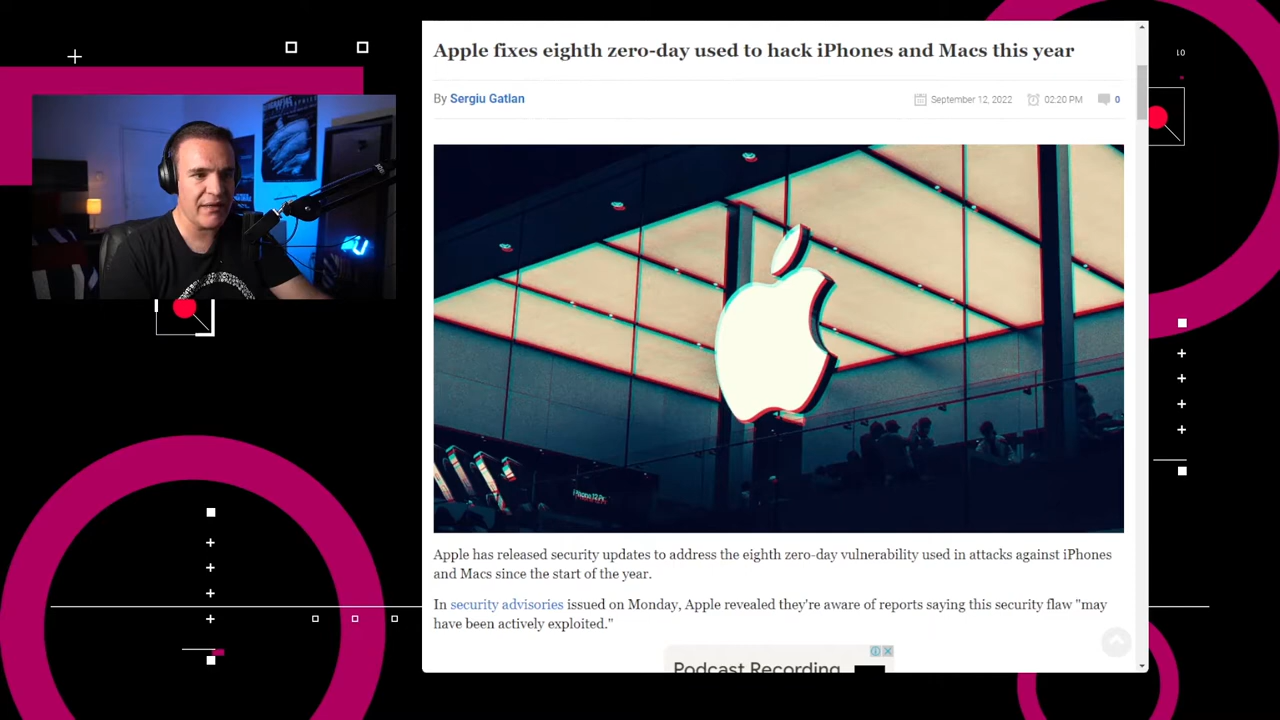 Apple fixes eighth zero-day used to hack iPhones and Macs this year
By Sergiu Gatlan
September 12, 2022
02:20 PM
0
Apple has released security updates to address the eighth zero-day vulnerability used in attacks against iPhones
and Macs since the start of the year.
In security advisories issued on Monday, Apple revealed they're aware of reports saying this security flaw "may
have been actively exploited."
Podcast Recording